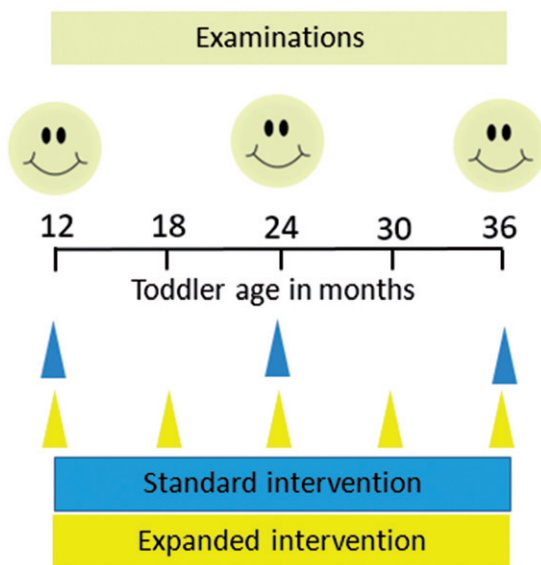 Examinations
12 18 24 30 36
Toddler age in months
Standard intervention
Expanded intervention